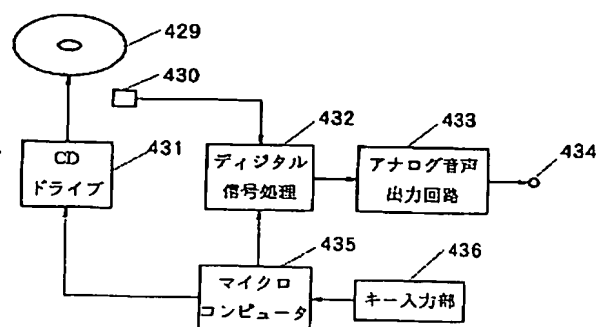 429
430
431
CD
ドライブ
432
ディジタル
信号処理
433
アナログ音声
出力回路
434
435
マイクロ
コンピュータ
436
キー入力部